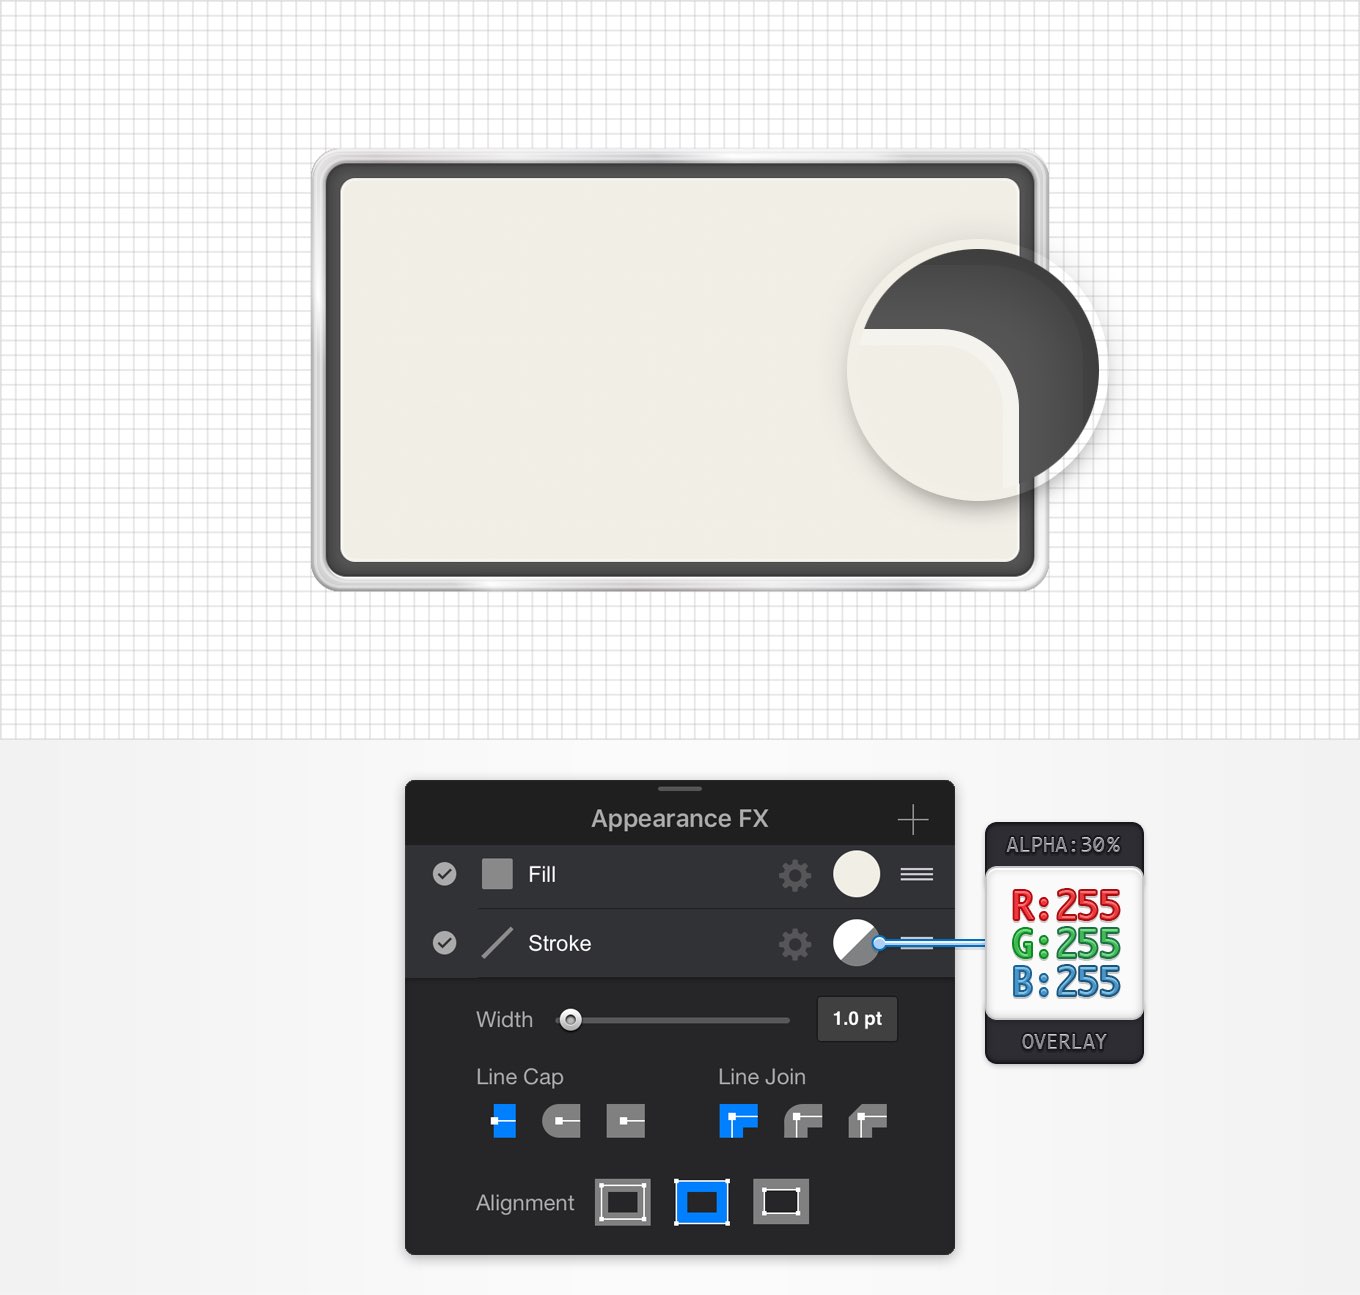 Appearance FX
Fill
Stroke
Width
1.0 pt
Line Cap
Line Join
Alignment
ALPHA:30%
R:255
G:255
B:255
OVERLAY